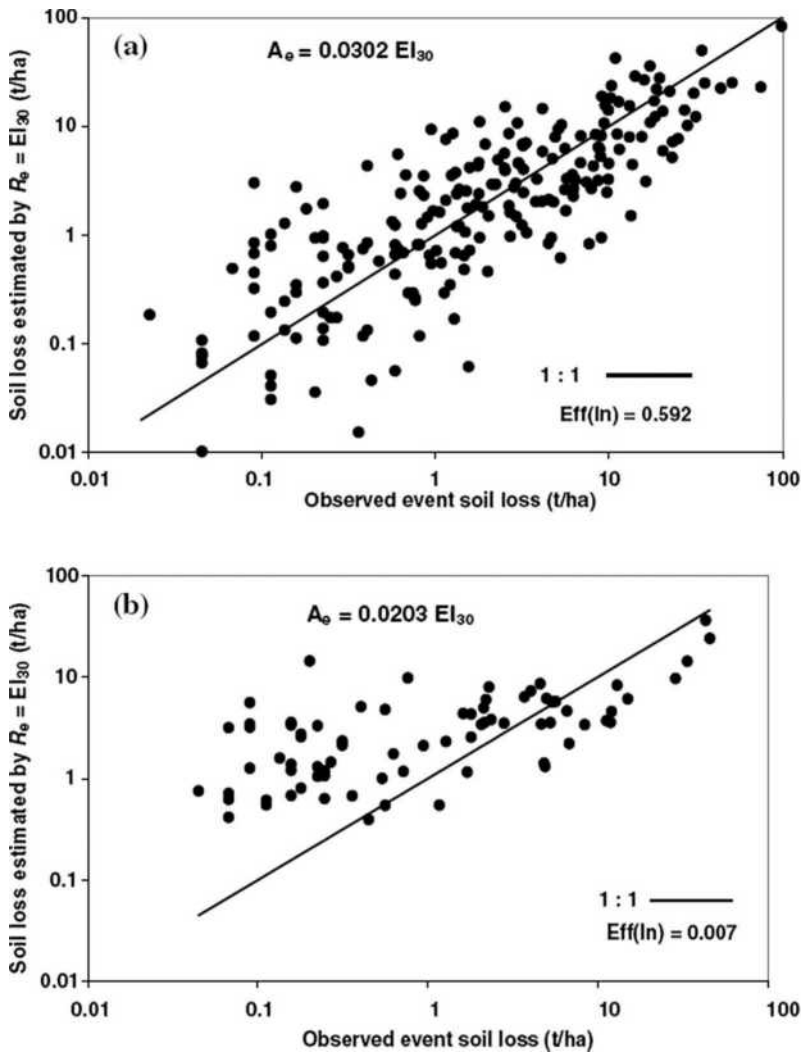 (a)
Aₑ = 0.0302 EI₃₀
Soil loss estimated by Rₑ = EI₃₀ (t/ha)
100
10
1
0.1
0.01
1 : 1
Eff(ln) = 0.592
0.01 0.1 1 10 100
Observed event soil loss (t/ha)
(b)
Aₑ = 0.0203 EI₃₀
Soil loss estimated by Rₑ = EI₃₀ (t/ha)
100
10
1
0.1
0.01
1 : 1
Eff(ln) = 0.007
0.01 0.1 1 10 100
Observed event soil loss (t/ha)